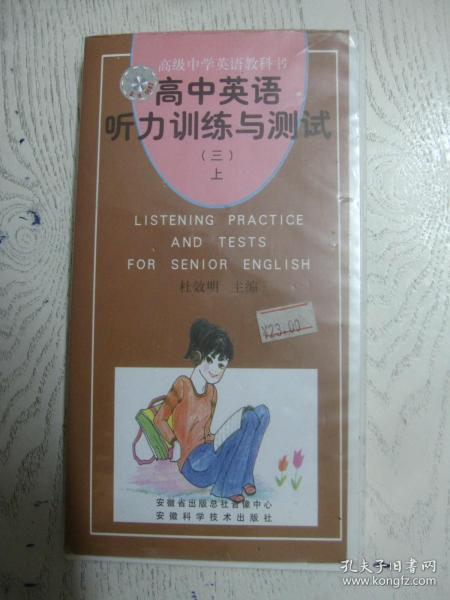 高级中学英语教科书
高中英语
听力训练与测试
（三）
上
LISTENING PRACTICE
AND TESTS
FOR SENIOR ENGLISH
杜效明 主编
¥23.00
安徽省出版总社音像中心
安徽科学技术出版社
孔夫子旧书网